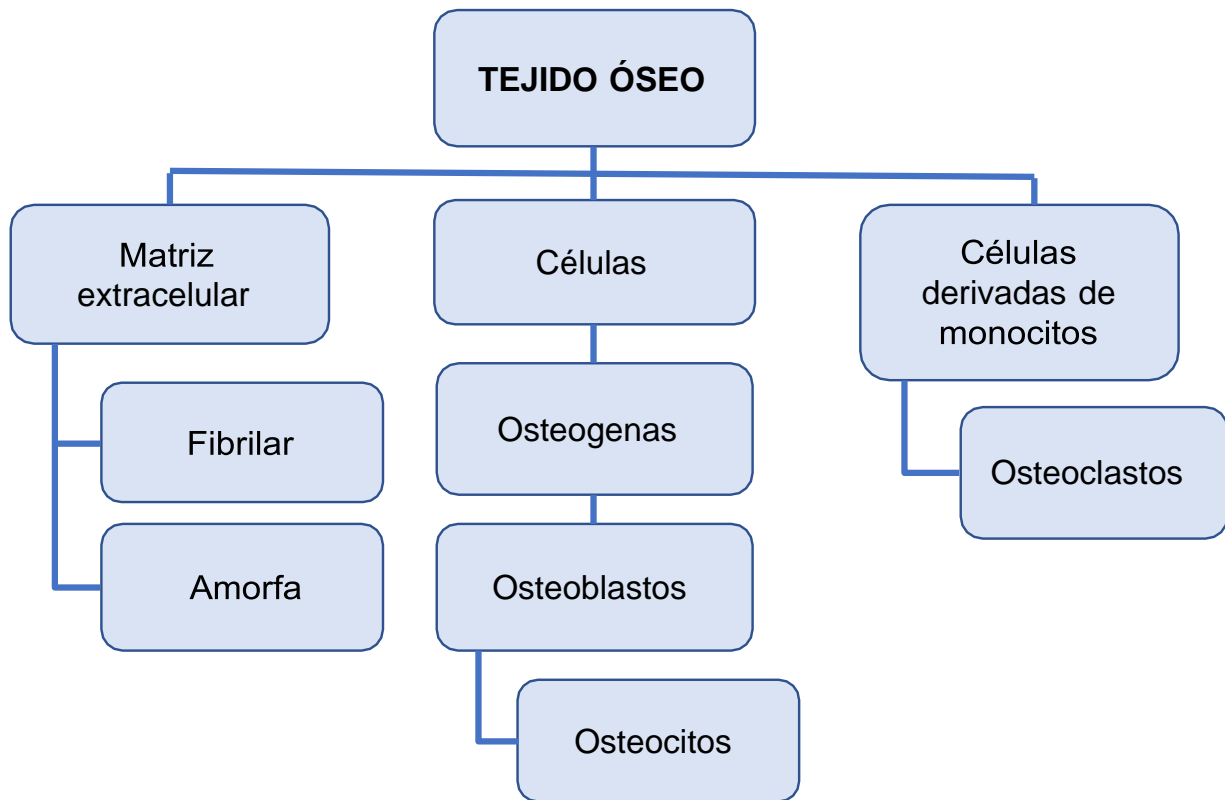 TEJIDO ÓSEO
Matriz
extracelular
Fibrilar
Amorfa
Células
Osteogenas
Osteoblastos
Osteocitos
Células
derivadas de
monocitos
Osteoclastos